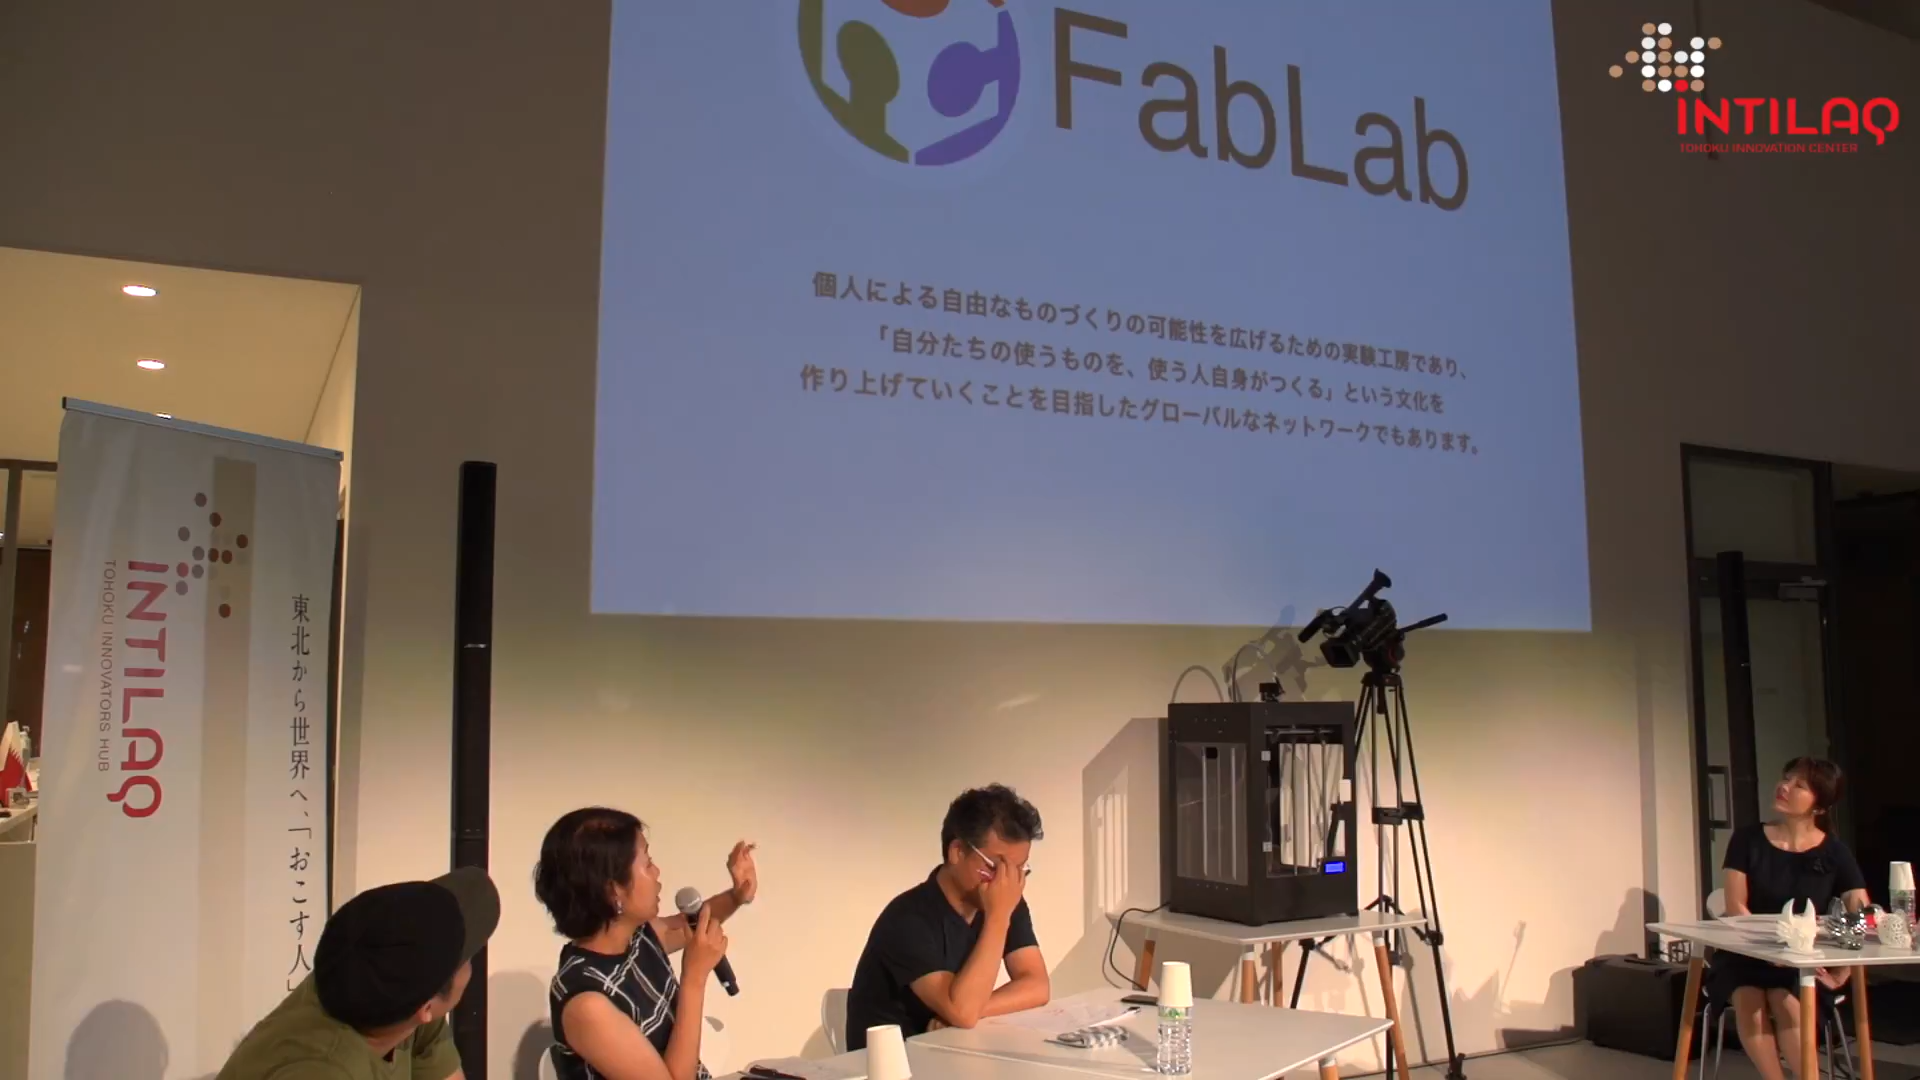 FabLab
個人による自由なものづくりの可能性を広げるための実験工房であり、
「自分たちの使うものを、使う人自身がつくる」という文化を
作り上げていくことを目指したグローバルなネットワークでもあります。
INTILAQ
TOHOKU INNOVATION CENTER
INTILAQ
TOHOKU INNOVATORS HUB
東北から世界へ、「おこす人」